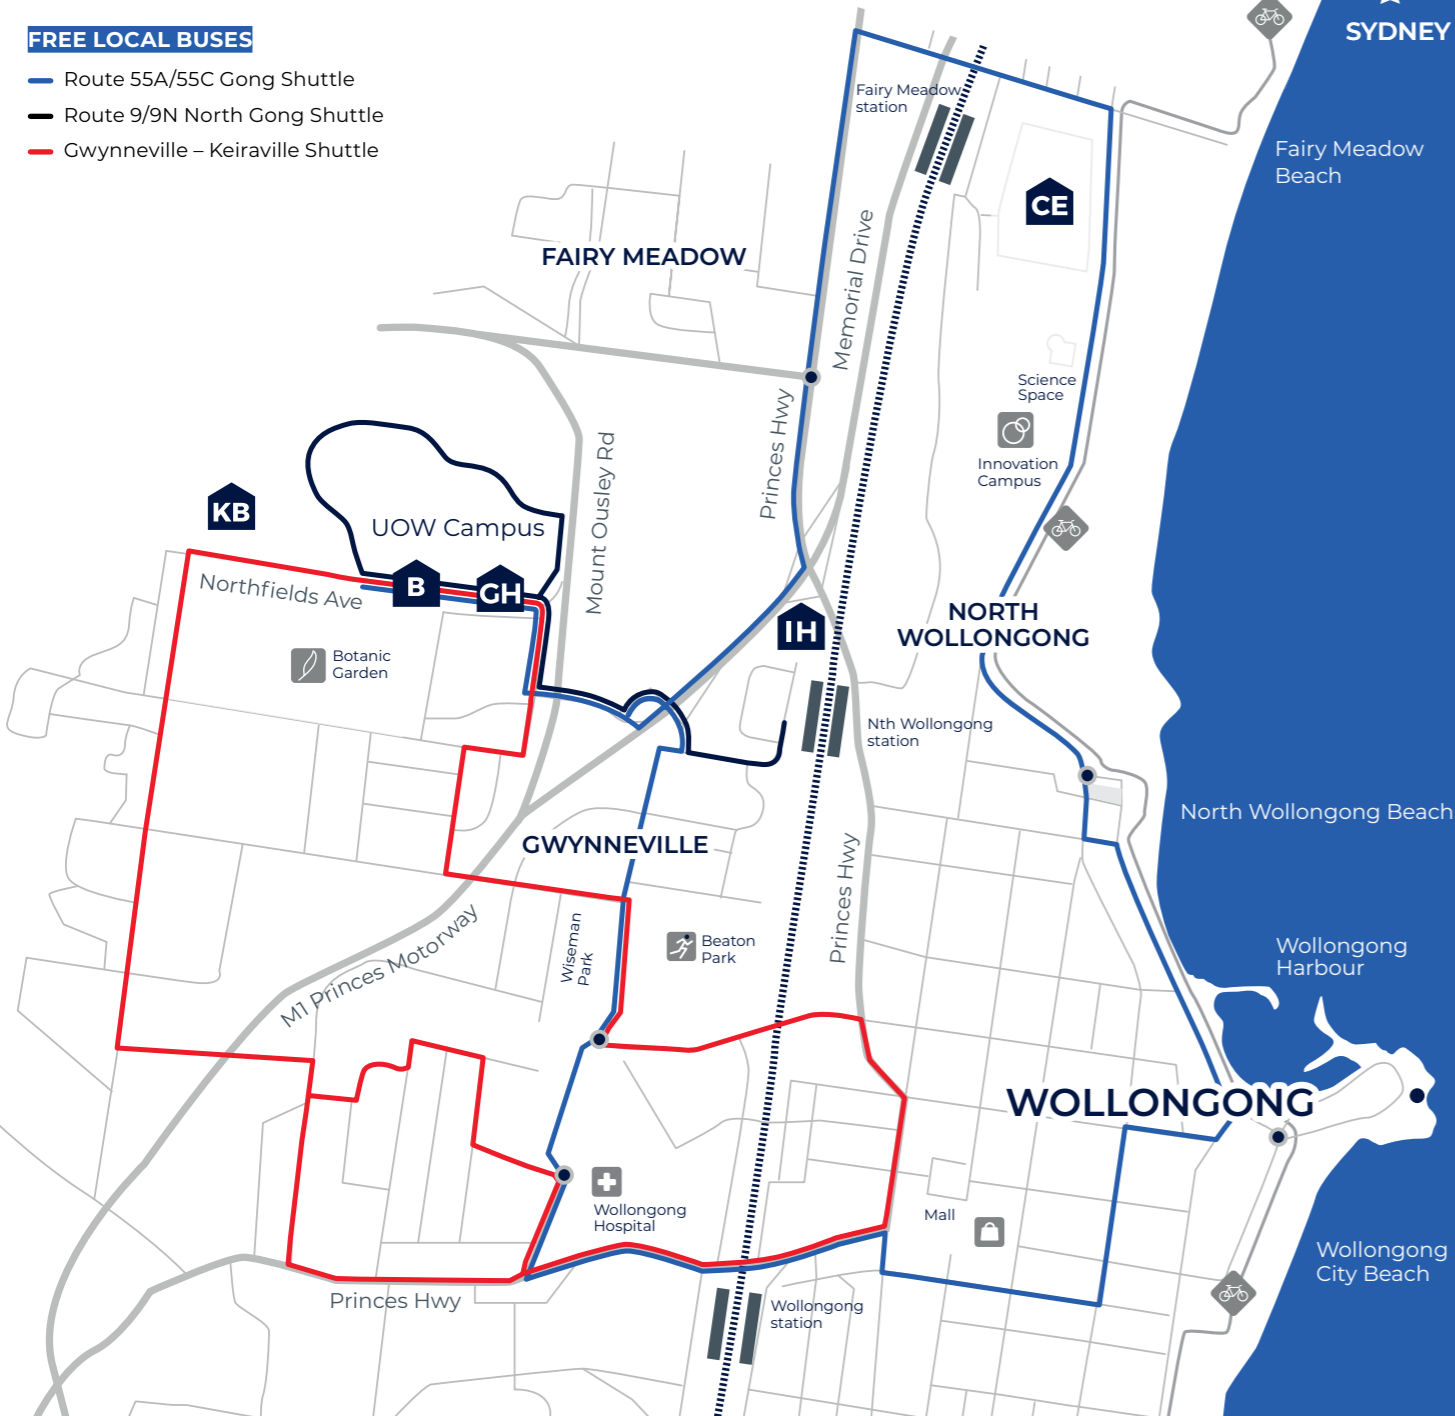 FREE LOCAL BUSES
Route 55A/55C Gong Shuttle
Route 9/9N North Gong Shuttle
Gwynneville – Keiraville Shuttle
SYDNEY
Fairy Meadow
station
Fairy Meadow
Beach
CE
FAIRY MEADOW
Memorial Drive
Science
Space
Princes Hwy
Mount Ousley Rd
Innovation
Campus
KB
UOW Campus
Northfields Ave
B
GH
IH
NORTH
WOLLONGONG
Botanic
Garden
Nth Wollongong
station
North Wollongong Beach
GWYNNEVILLE
Princes Hwy
M1 Princes Motorway
Wiseman
Park
Beaton
Park
Wollongong
Harbour
WOLLONGONG
Wollongong
Hospital
Mall
Wollongong
City Beach
Princes Hwy
Wollongong
station